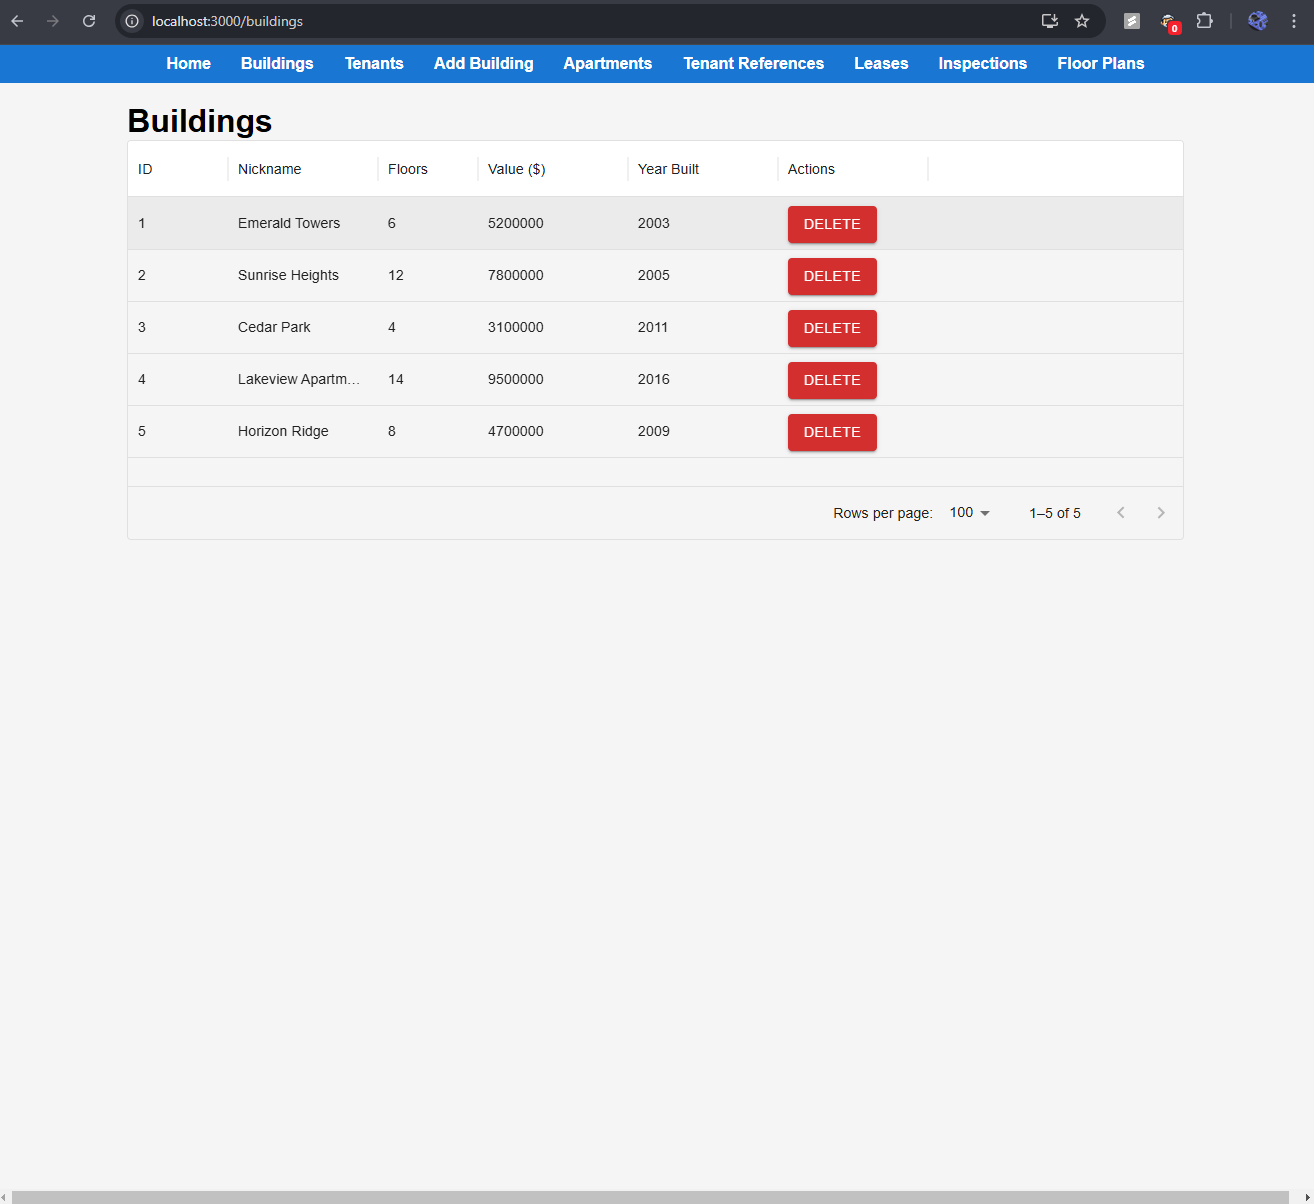 localhost:3000/buildings
0
Home Buildings Tenants Add Building Apartments Tenant References Leases Inspections Floor Plans
Buildings
ID Nickname Floors Value ($) Year Built Actions
1 Emerald Towers 6 5200000 2003 DELETE
2 Sunrise Heights 12 7800000 2005 DELETE
3 Cedar Park 4 3100000 2011 DELETE
4 Lakeview Apartm... 14 9500000 2016 DELETE
5 Horizon Ridge 8 4700000 2009 DELETE
Rows per page: 100 1–5 of 5